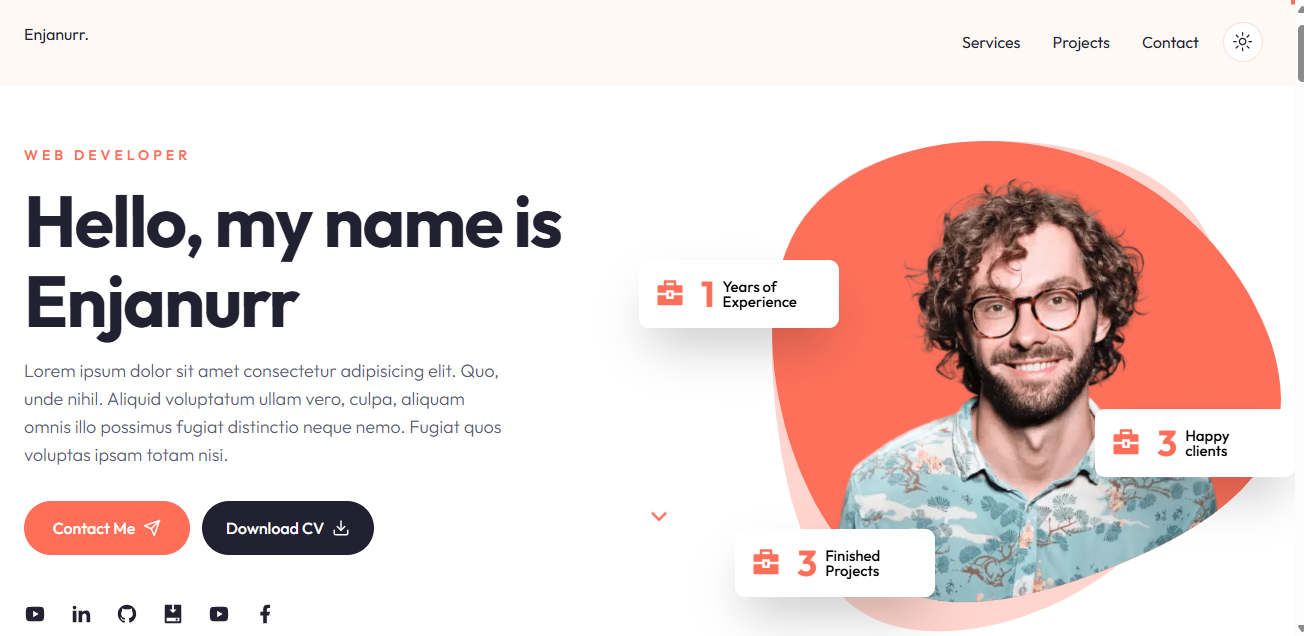 Enjanurr.
Services
Projects
Contact
WEB DEVELOPER
Hello, my name is
Enjanurr
Lorem ipsum dolor sit amet consectetur adipisicing elit. Quo,
unde nihil. Aliquid voluptatum ullam vero, culpa, aliquam
omnis illo possimus fugiat distinctio neque nemo. Fugiat quos
voluptas ipsam totam nisi.
Contact Me
Download CV
1 Years of
Experience
3 Happy
clients
3 Finished
Projects